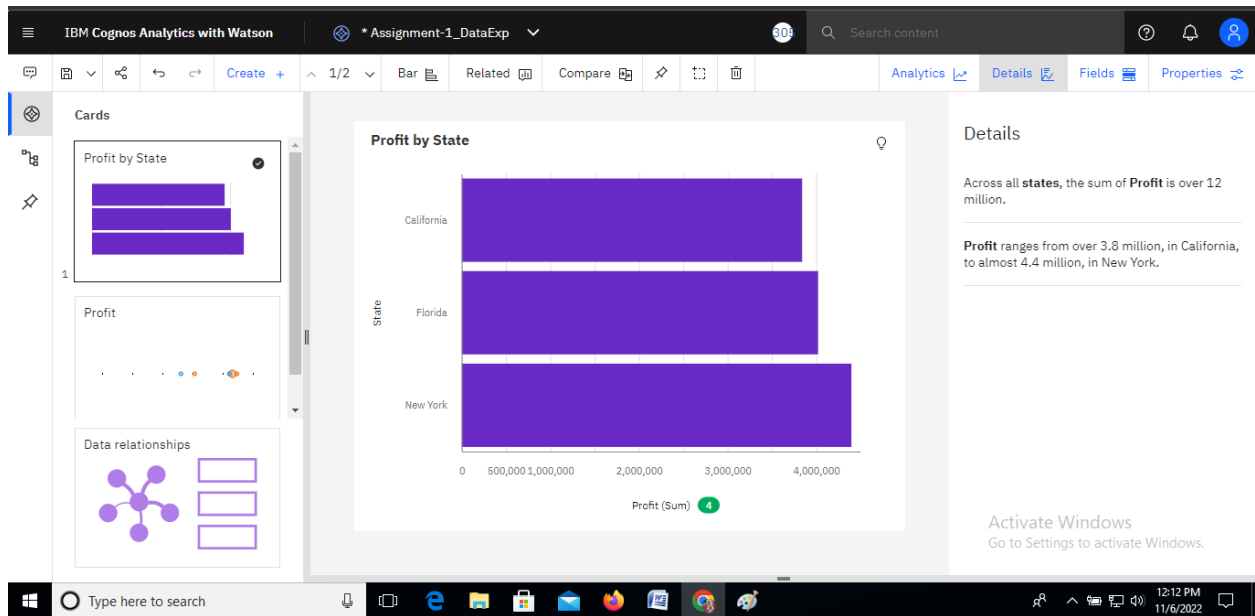 IBM Cognos Analytics with Watson
* Assignment-1_DataExp
305
Search content
Create +
1/2
Bar
Related
Compare
Analytics
Details
Fields
Properties
Cards
Profit by State
1
Profit
Data relationships
Profit by State
State
California
Florida
New York
0 500,000 1,000,000 2,000,000 3,000,000 4,000,000
Profit (Sum) 4
Details
Across all states, the sum of Profit is over 12
million.
Profit ranges from over 3.8 million, in California,
to almost 4.4 million, in New York.
Activate Windows
Go to Settings to activate Windows.
Type here to search
12:12 PM
11/6/2022